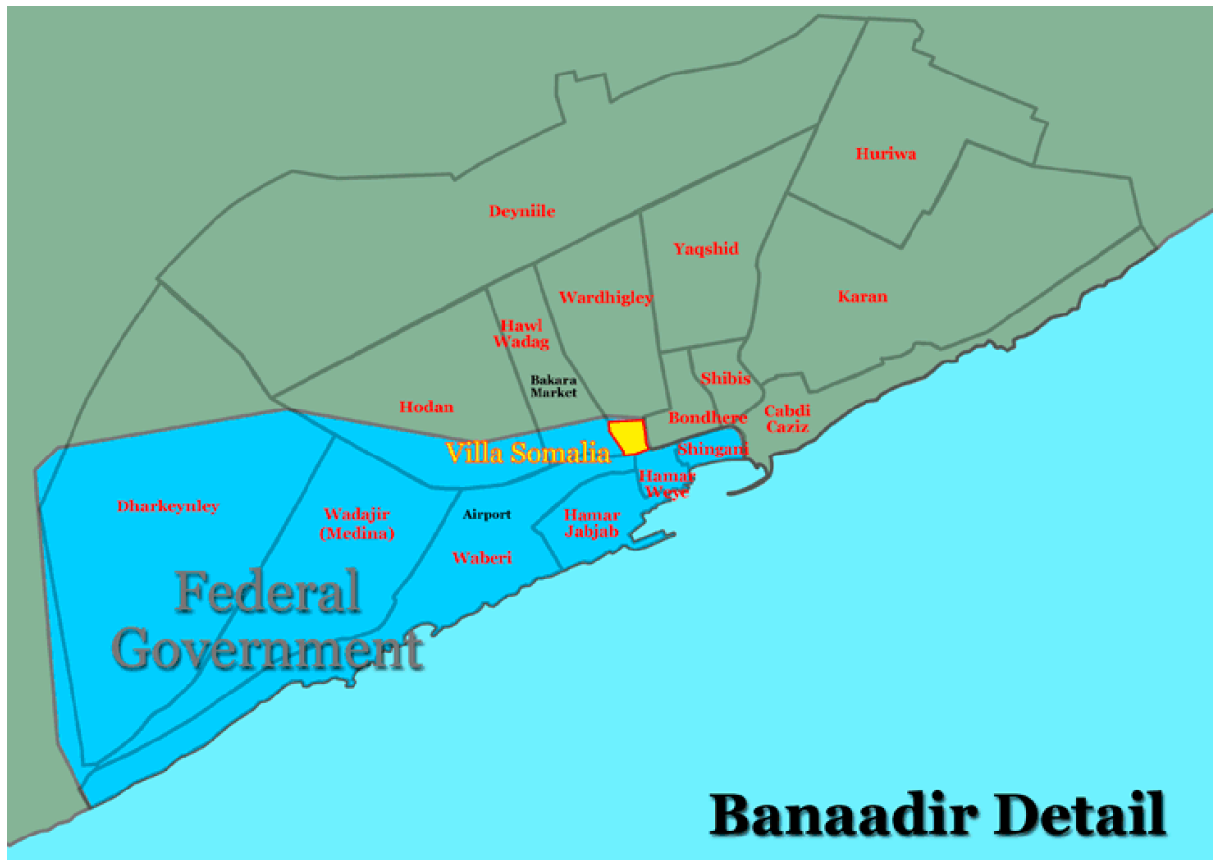 Huriwa
Deyniile
Yaqshid
Karan
Wardhigley
Hawl
Wadag
Bakara
Market
Shibis
Hodan
Bondhere
Cabdi
Caziz
Villa Somalia
Shingani
Hamar
Weye
Dharkeynley
Wadajir
(Medina)
Airport
Hamar
Jabjab
Waberi
Federal
Government
Banaadir Detail